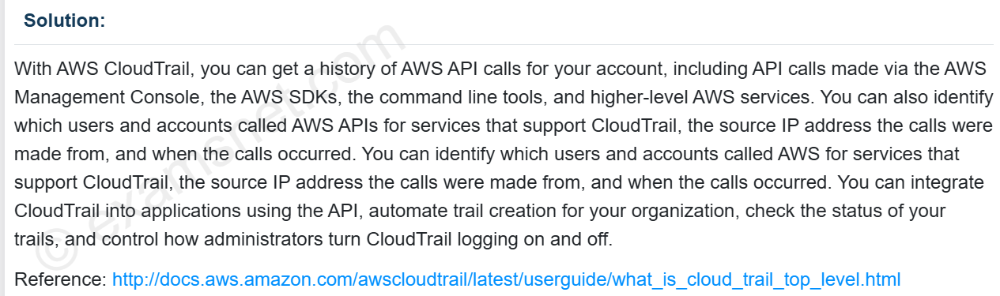 Solution:
With AWS CloudTrail, you can get a history of AWS API calls for your account, including API calls made via the AWS
Management Console, the AWS SDKs, the command line tools, and higher-level AWS services. You can also identify
which users and accounts called AWS APIs for services that support CloudTrail, the source IP address the calls were
made from, and when the calls occurred. You can identify which users and accounts called AWS for services that
support CloudTrail, the source IP address the calls were made from, and when the calls occurred. You can integrate
CloudTrail into applications using the API, automate trail creation for your organization, check the status of your
trails, and control how administrators turn CloudTrail logging on and off.
Reference: http://docs.aws.amazon.com/awscloudtrail/latest/userguide/what_is_cloud_trail_top_level.html
© examsnet.com